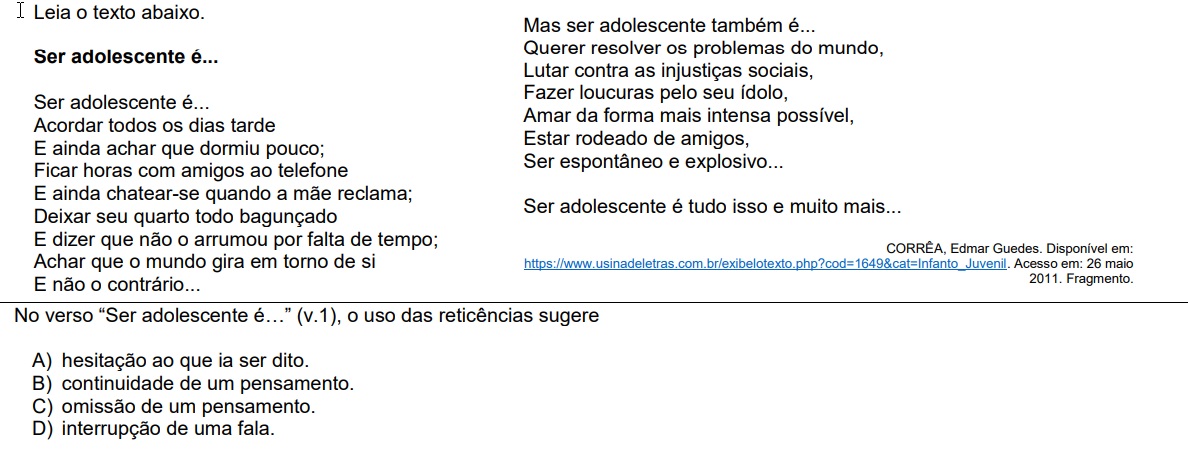 Leia o texto abaixo.
Ser adolescente é...
Ser adolescente é...
Acordar todos os dias tarde
E ainda achar que dormiu pouco;
Ficar horas com amigos ao telefone
E ainda chatear-se quando a mãe reclama;
Deixar seu quarto todo bagunçado
E dizer que não o arrumou por falta de tempo;
Achar que o mundo gira em torno de si
E não o contrário...
Mas ser adolescente também é...
Querer resolver os problemas do mundo,
Lutar contra as injustiças sociais,
Fazer loucuras pelo seu ídolo,
Amar da forma mais intensa possível,
Estar rodeado de amigos,
Ser espontâneo e explosivo...
Ser adolescente é tudo isso e muito mais...
CORRÊA, Edmar Guedes. Disponível em:
https://www.usinadeletras.com.br/exibelotexto.php?cod=1649&cat=Infanto_Juvenil. Acesso em: 26 maio
2011. Fragmento.
No verso “Ser adolescente é…” (v.1), o uso das reticências sugere
A) hesitação ao que ia ser dito.
B) continuidade de um pensamento.
C) omissão de um pensamento.
D) interrupção de uma fala.